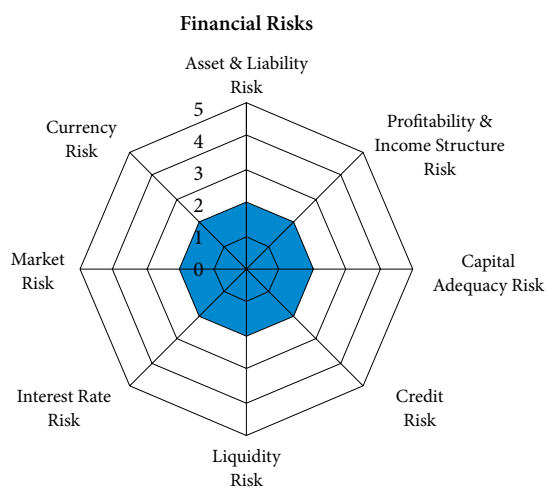 Financial Risks
Asset & Liability
Risk
Profitability &
Income Structure
Risk
Capital
Adequacy Risk
Credit
Risk
Liquidity
Risk
Interest Rate
Risk
Market
Risk
Currency
Risk
5
4
3
2
1
0